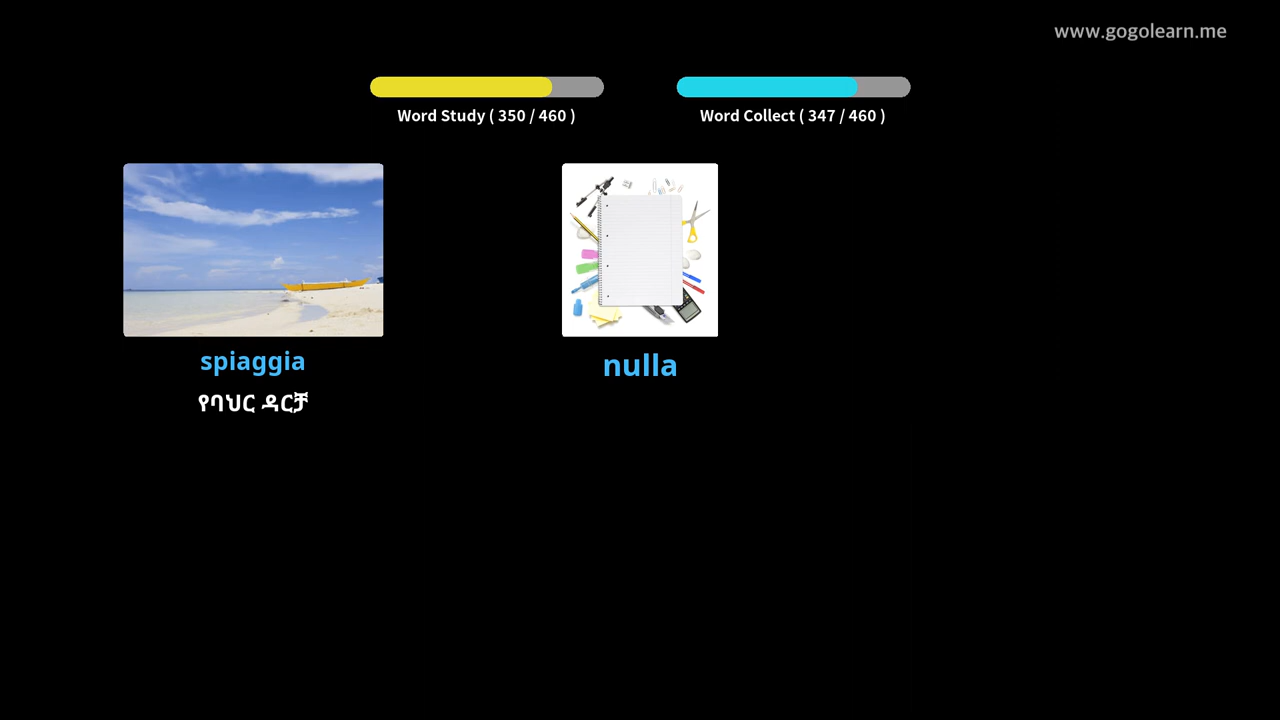 www.gogolearn.me
Word Study ( 350 / 460 )
Word Collect ( 347 / 460 )
spiaggia
የባህር ዳርቻ
nulla